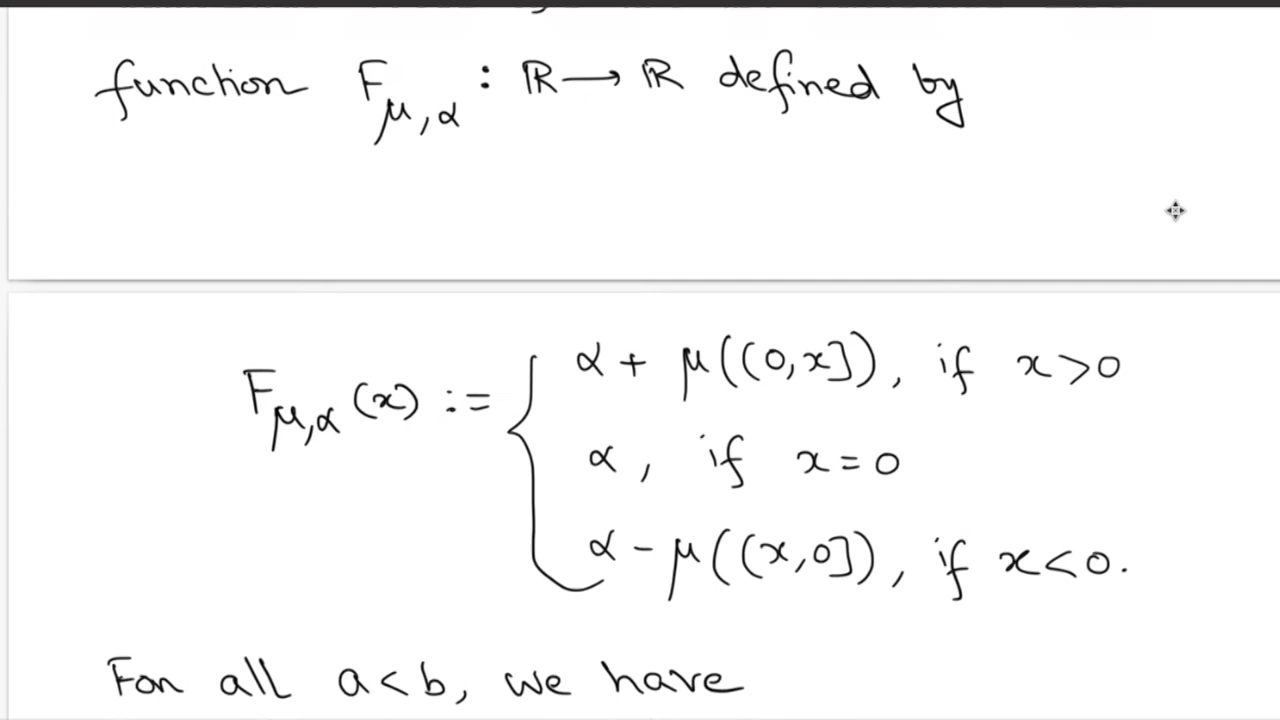 function F_{μ,α} : ℝ → ℝ defined by
F_{μ,α}(x) := { α + μ((0,x]), if x>0
α, if x=0
α - μ((x,0]), if x<0.
For all a<b, we have